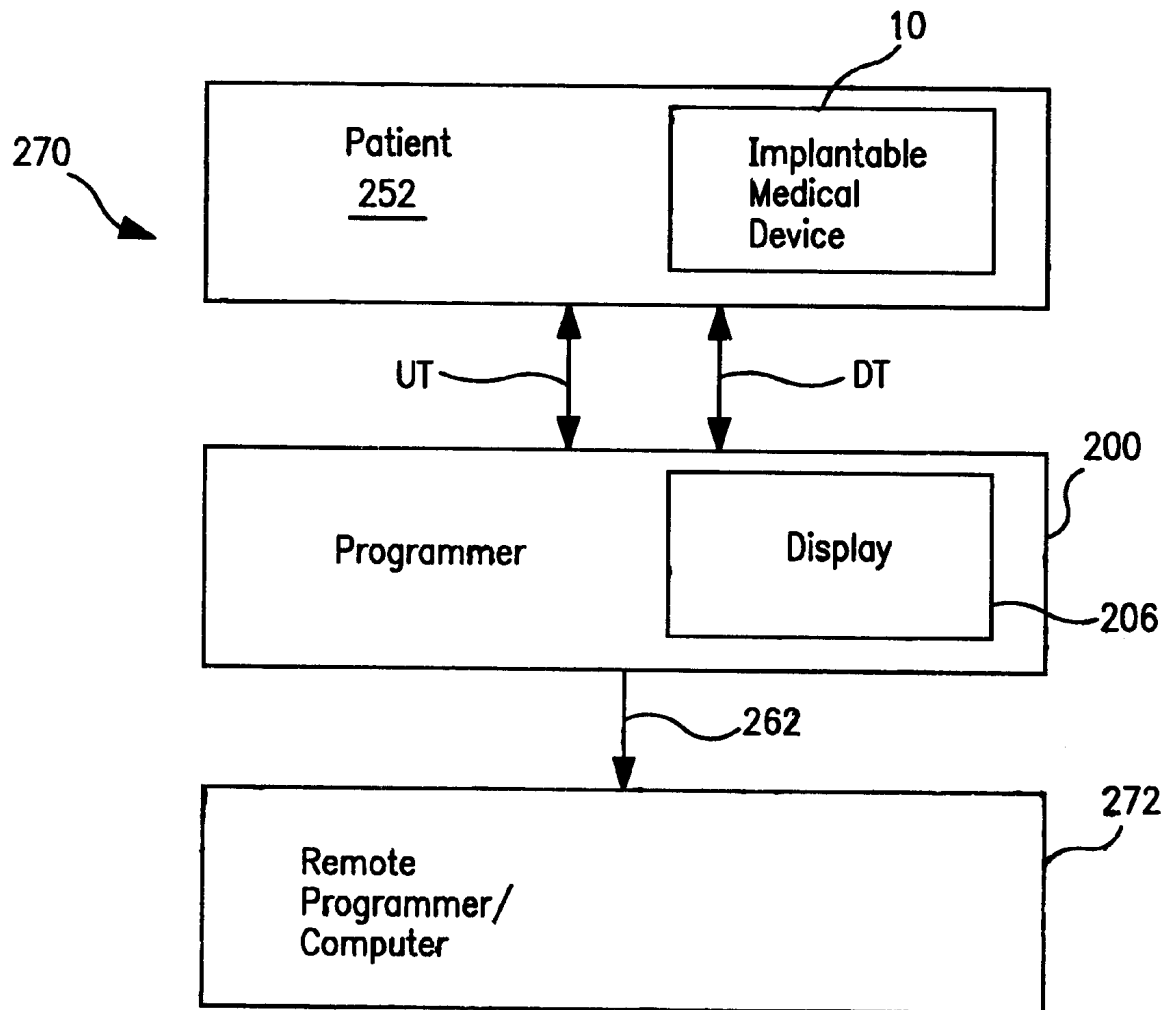 10
270
Patient
252
Implantable
Medical
Device
UT
DT
200
Programmer
Display
206
262
272
Remote
Programmer/
Computer